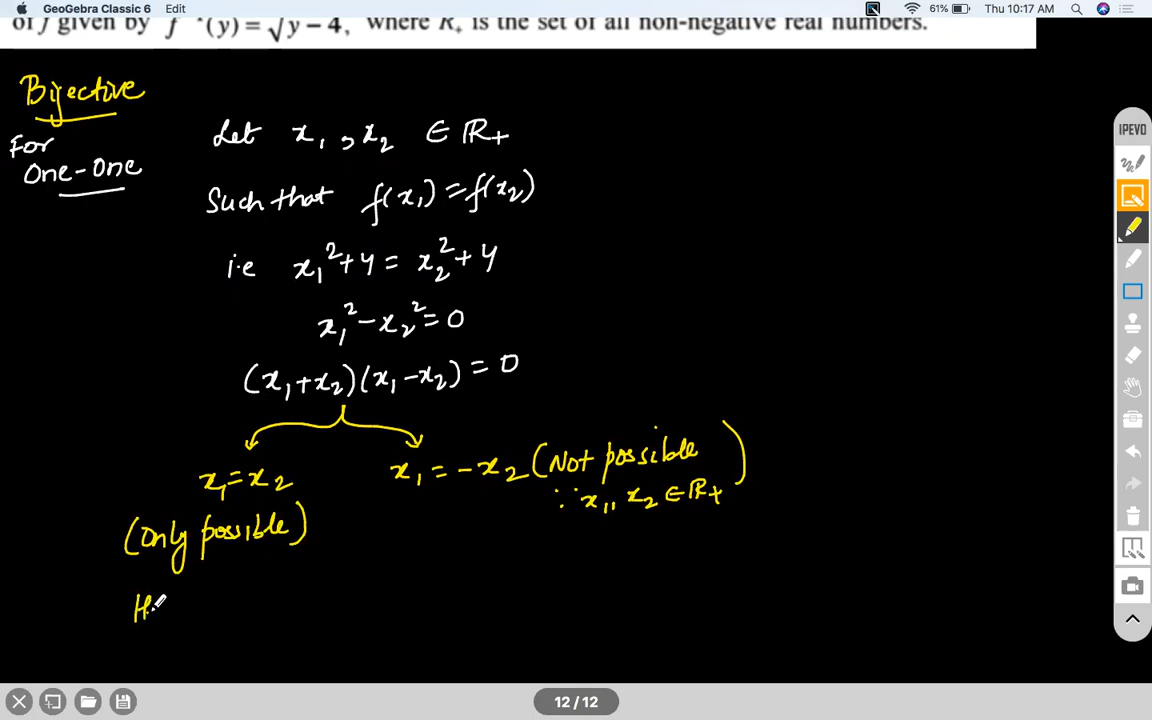 GeoGebra Classic 6 Edit 61% Thu 10:17 AM
of f given by f⁻¹(y) = √y − 4, where R₊ is the set of all non-negative real numbers.
Bijective
For
One-One
Let x₁, x₂ ∈ R₊
Such that f(x₁) = f(x₂)
i.e x₁² + 4 = x₂² + 4
x₁² − x₂² = 0
(x₁ + x₂)(x₁ − x₂) = 0
x₁ = x₂ x₁ = − x₂ (Not possible
∵ x₁, x₂ ∈ R₊)
(Only possible)
H
IPEVO
12 / 12